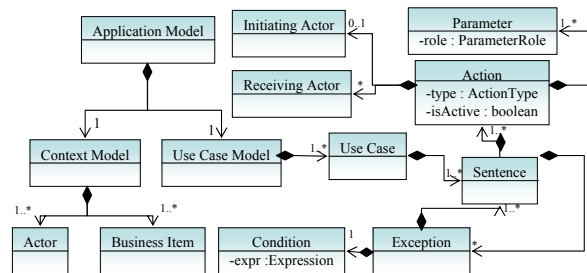 Application Model
Initiating Actor
0..1
Parameter
-role : ParameterRole
1..*
Receiving Actor
*
Action
-type : ActionType
-isActive : boolean
1..*
1
1
Context Model
Use Case Model
1..*
Use Case
1..*
Sentence
1..*
1..*
1..*
Actor
Business Item
Condition
-expr :Expression
1
Exception
*